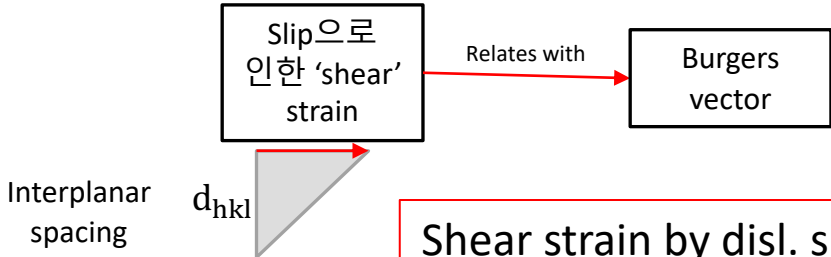 Slip으로
인한 ‘shear’
strain
Relates with
Burgers
vector
Interplanar
spacing
d_hkl
Shear strain by disl. s